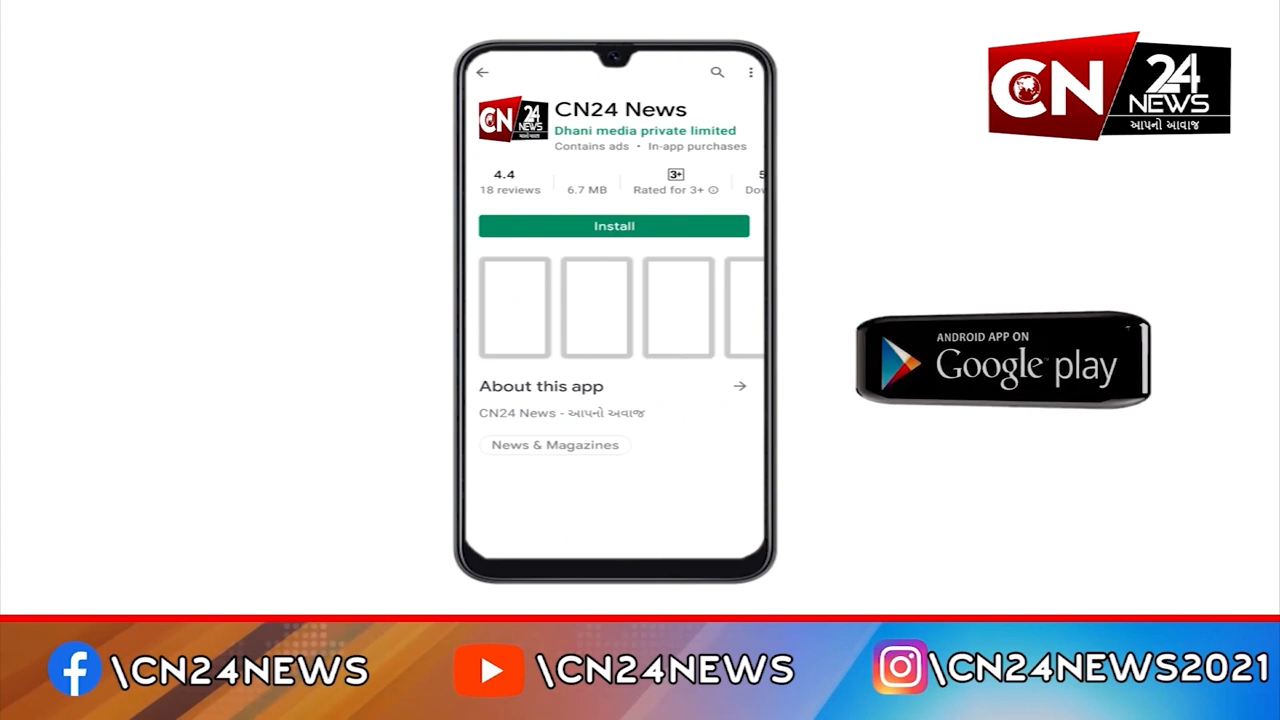 CN24 News
Dhani media private limited
Contains ads • In-app purchases
4.4
18 reviews
6.7 MB
3+
Rated for 3+
Install
About this app
CN24 News - આપનો અવાજ
News & Magazines
CN 24 NEWS
આપનો આવાજ
ANDROID APP ON
Google play
\CN24NEWS
\CN24NEWS
\CN24NEWS2021